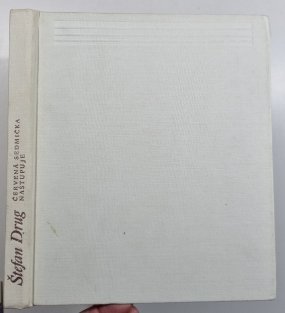 Štefan Drug
ČERVENÁ SEDMIČKA
NASTUPUJE